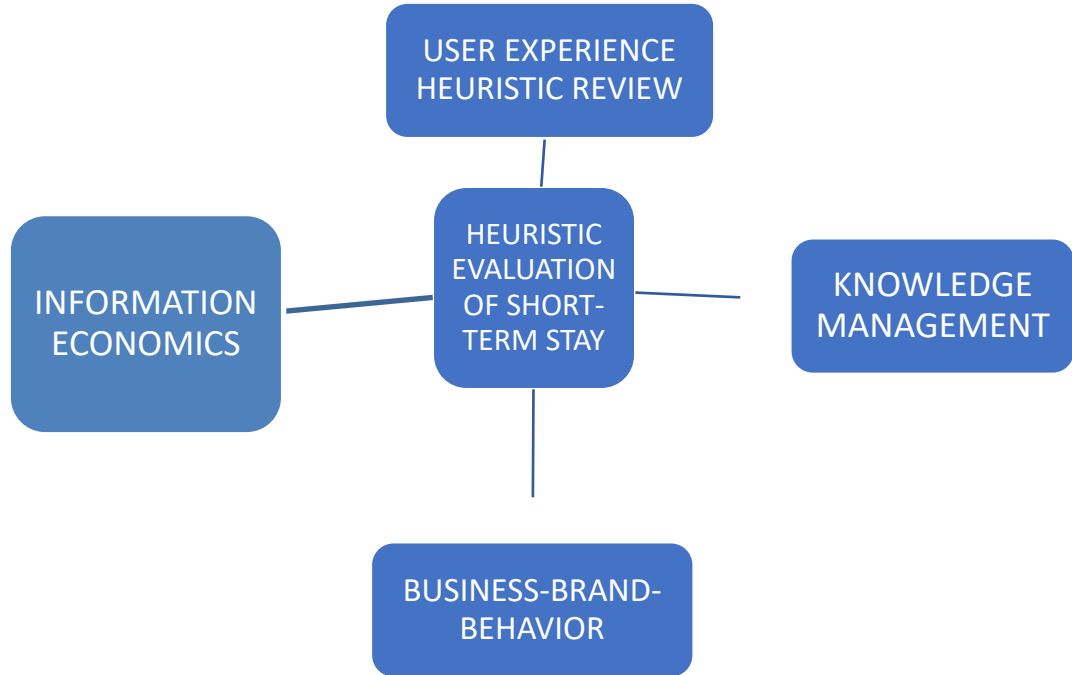 USER EXPERIENCE
HEURISTIC REVIEW
HEURISTIC
EVALUATION
OF SHORT-
TERM STAY
INFORMATION
ECONOMICS
KNOWLEDGE
MANAGEMENT
BUSINESS-BRAND-
BEHAVIOR